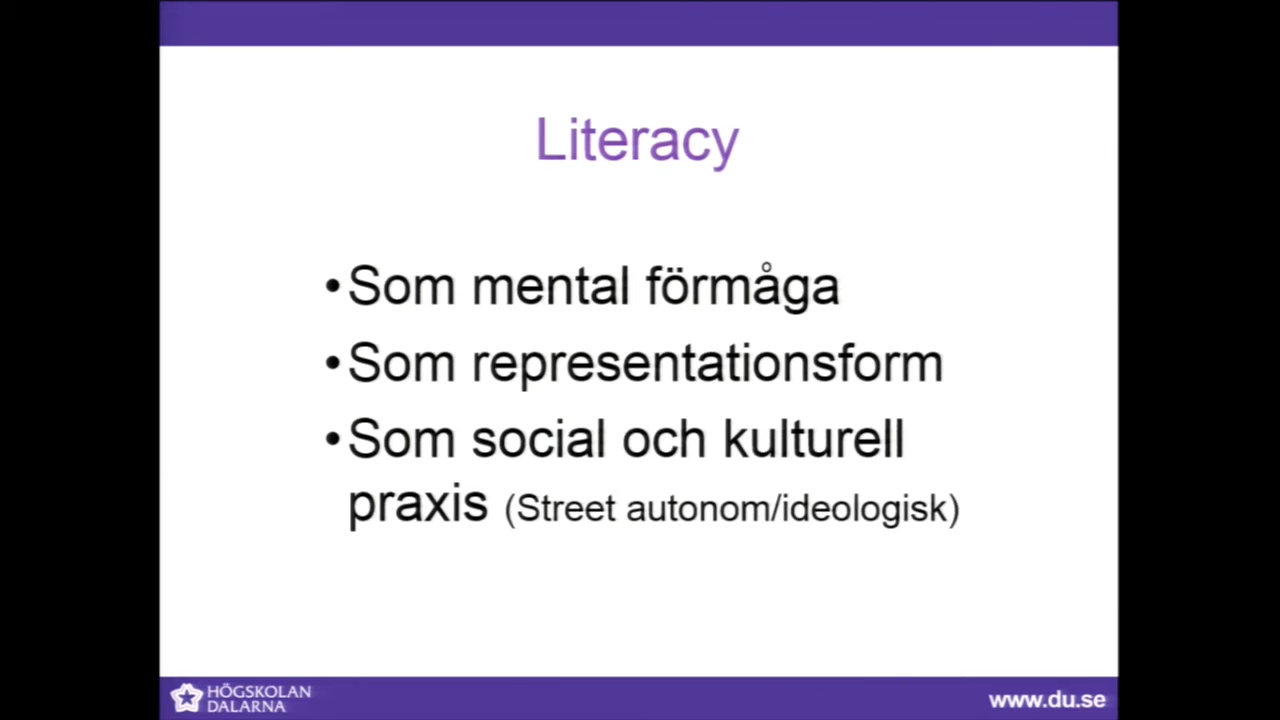 Literacy
•Som mental förmåga
•Som representationsform
•Som social och kulturell
praxis (Street autonom/ideologisk)
HÖGSKOLAN
DALARNA
www.du.se